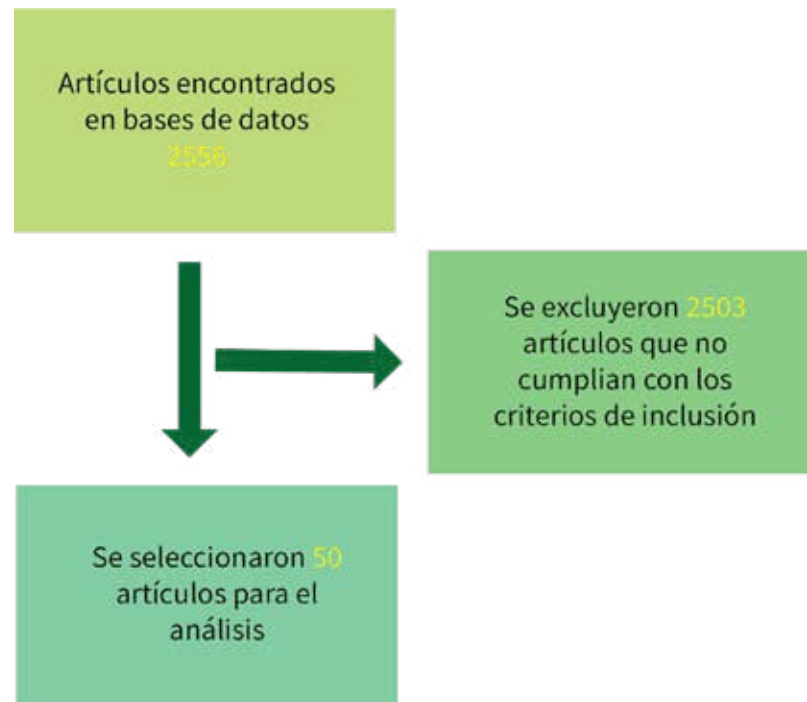 Artículos encontrados
en bases de datos
2556
Se excluyeron 2503
artículos que no
cumplian con los
criterios de inclusión
Se seleccionaron 50
artículos para el
análisis